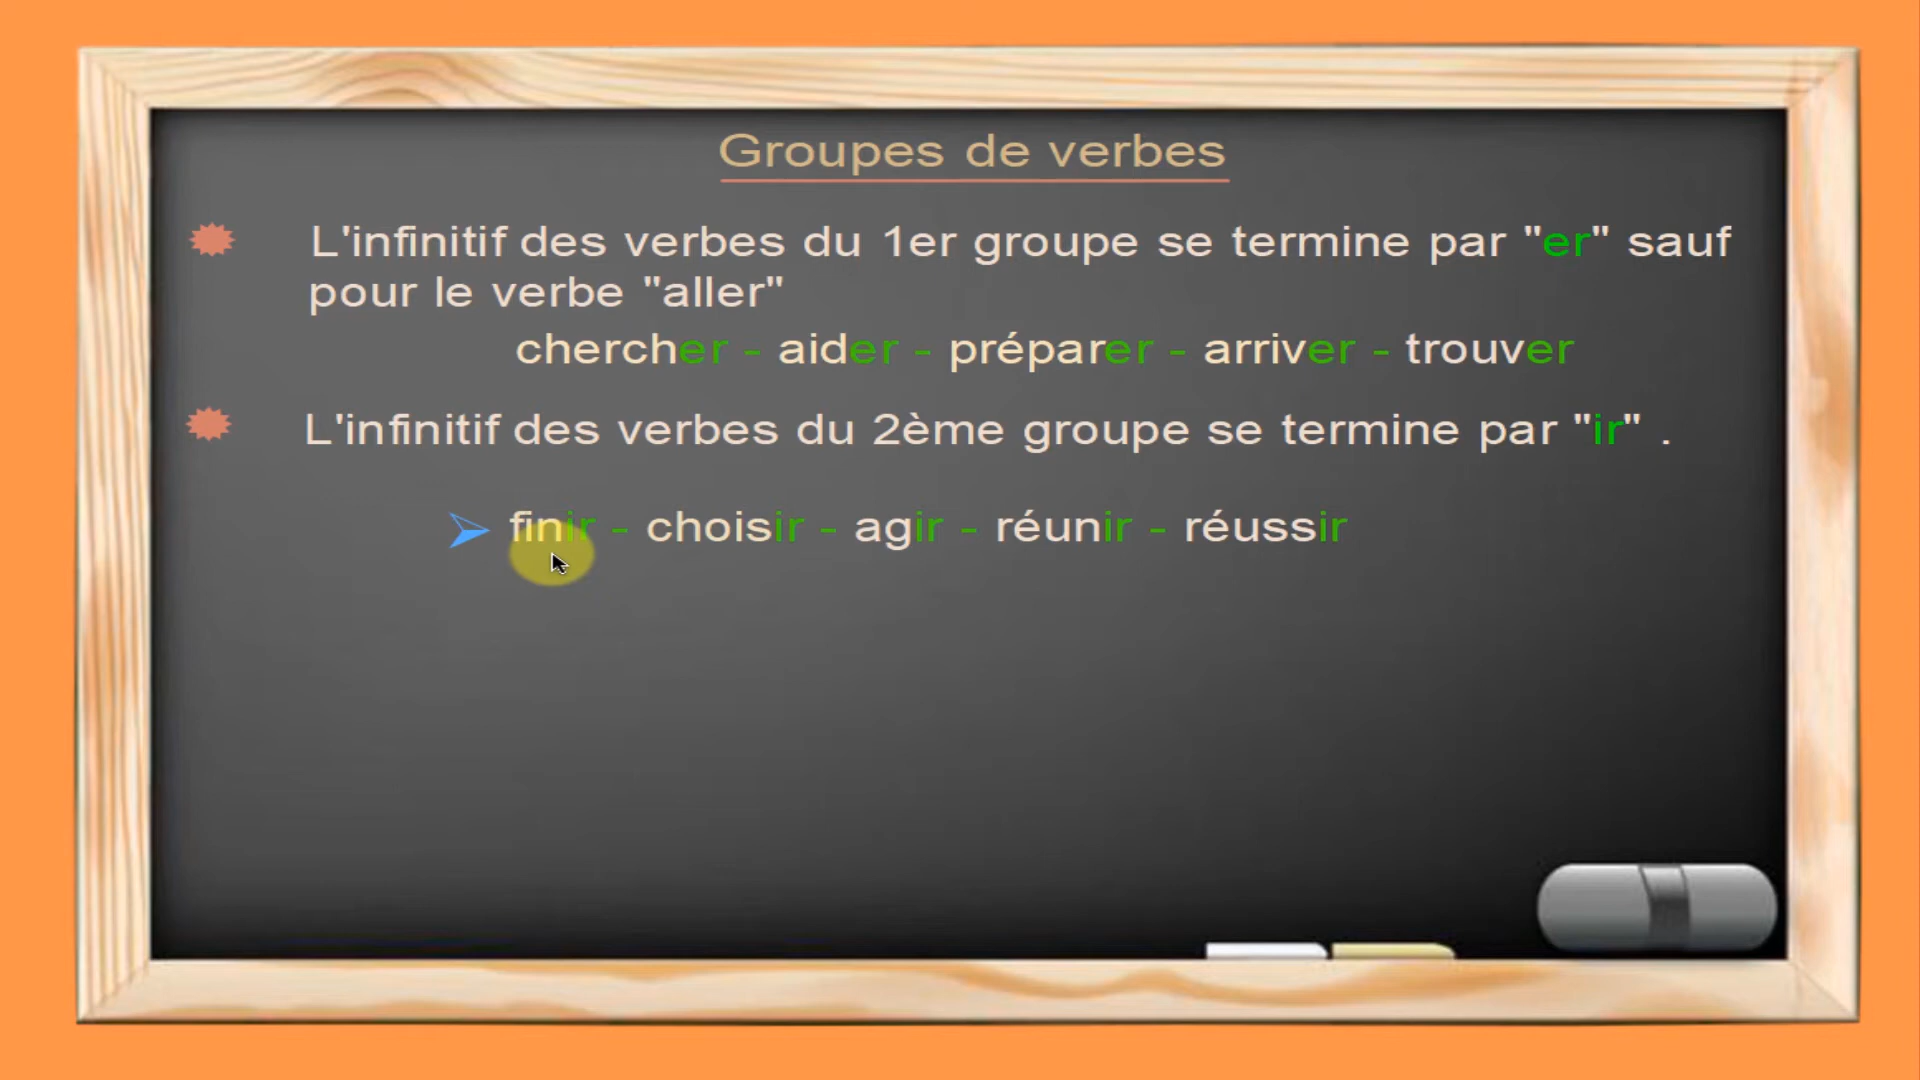 Groupes de verbes
L'infinitif des verbes du 1er groupe se termine par "er" sauf
pour le verbe "aller"
chercher - aider - préparer - arriver - trouver
L'infinitif des verbes du 2ème groupe se termine par "ir" .
finir - choisir - agir - réunir - réussir